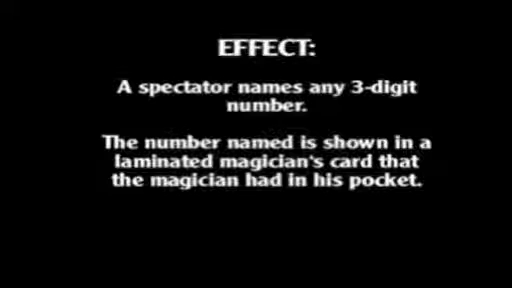 EFFECT:
A spectator names any 3-digit
number.
The number named is shown in a
laminated magician's card that
the magician had in his pocket.